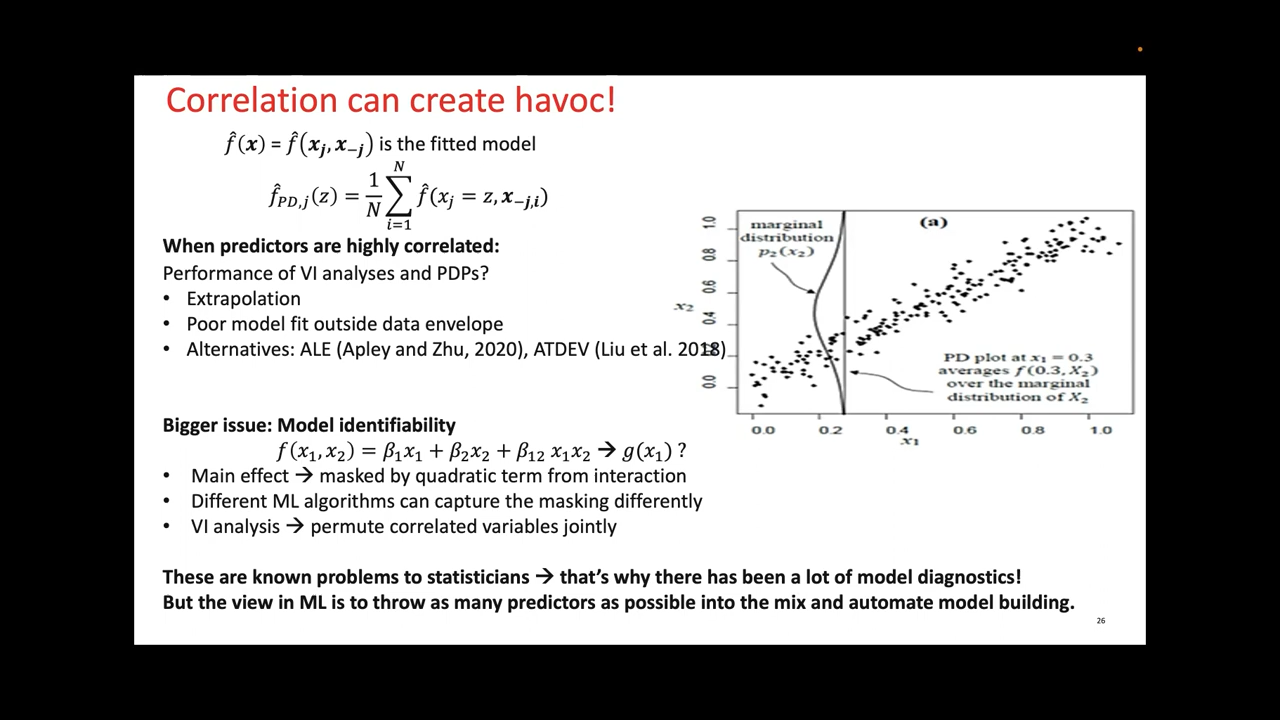 Correlation can create havoc!
f̂(x) = f̂(x_j, x_{−j}) is the fitted model
f̂_{PD,j}(z) = 1/N ∑_{i=1}^{N} f̂(x_j = z, x_{−j,i})
When predictors are highly correlated:
Performance of VI analyses and PDPs?
• Extrapolation
• Poor model fit outside data envelope
• Alternatives: ALE (Apley and Zhu, 2020), ATDEV (Liu et al. 2018)
Bigger issue: Model identifiability
f(x₁, x₂) = β₁x₁ + β₂x₂ + β₁₂ x₁x₂ → g(x₁) ?
• Main effect → masked by quadratic term from interaction
• Different ML algorithms can capture the masking differently
• VI analysis → permute correlated variables jointly
These are known problems to statisticians → that’s why there has been a lot of model diagnostics!
But the view in ML is to throw as many predictors as possible into the mix and automate model building.
(a)
marginal
distribution
p₂(x₂)
PD plot at x₁ = 0.3
averages f(0.3, X₂)
over the marginal
distribution of X₂
x₂
1.0
0.8
0.6
0.4
0.0
0.0 0.2 0.4 0.6 0.8 1.0
x₁
26